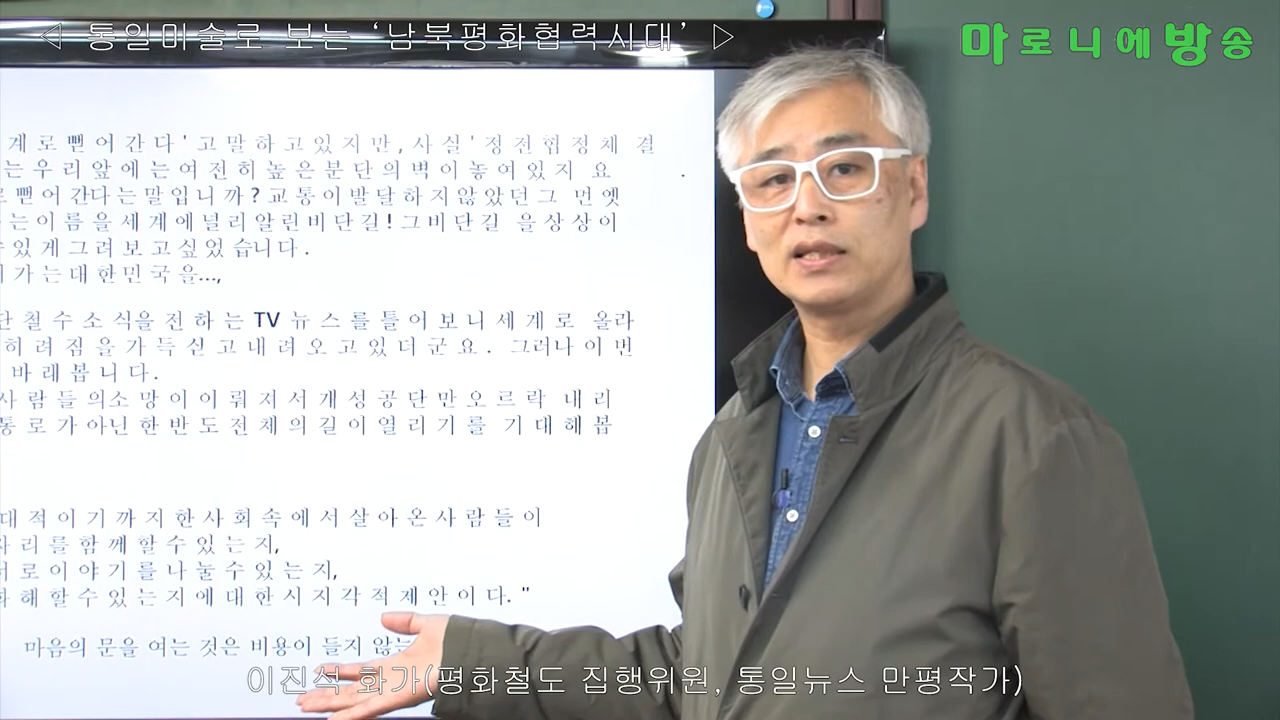 ◁ 통일미술로 보는 ‘남북평화협력시대’ ▷
마로니에방송
계로 뻗어간다'고말하고있지만, 사실'정전협정체 결
는우리앞에는여전히높은분단의벽이놓여있지 요 .
뻗어간다는말입니까? 교통이발달하지않았던그 먼옛
는이름을세계에널리알린비단길! 그비단길 을상상이
있게그려보고싶었습니다.
가는대한민국을...,
철수소식을전하는 TV 뉴스를틀어보니세계로 올라
히려짐을가득싣고내려오고있더군요. 그러나이번
바래봅니다.
사람들의소망이이뤄져서개성공단만오르락 내리
통로가아닌한반도전체의길이열리기를 기대해봅
대적이기까지한사회속에서살아온사람들이
자리를함께할수있는지,
서로이야기를나눌수있는지,
화해할수있는지에대한시지각적제안이다. "
마음의 문을 여는 것은 비용이 들지 않는
이진석 화가(평화철도 집행위원, 통일뉴스 만평작가)